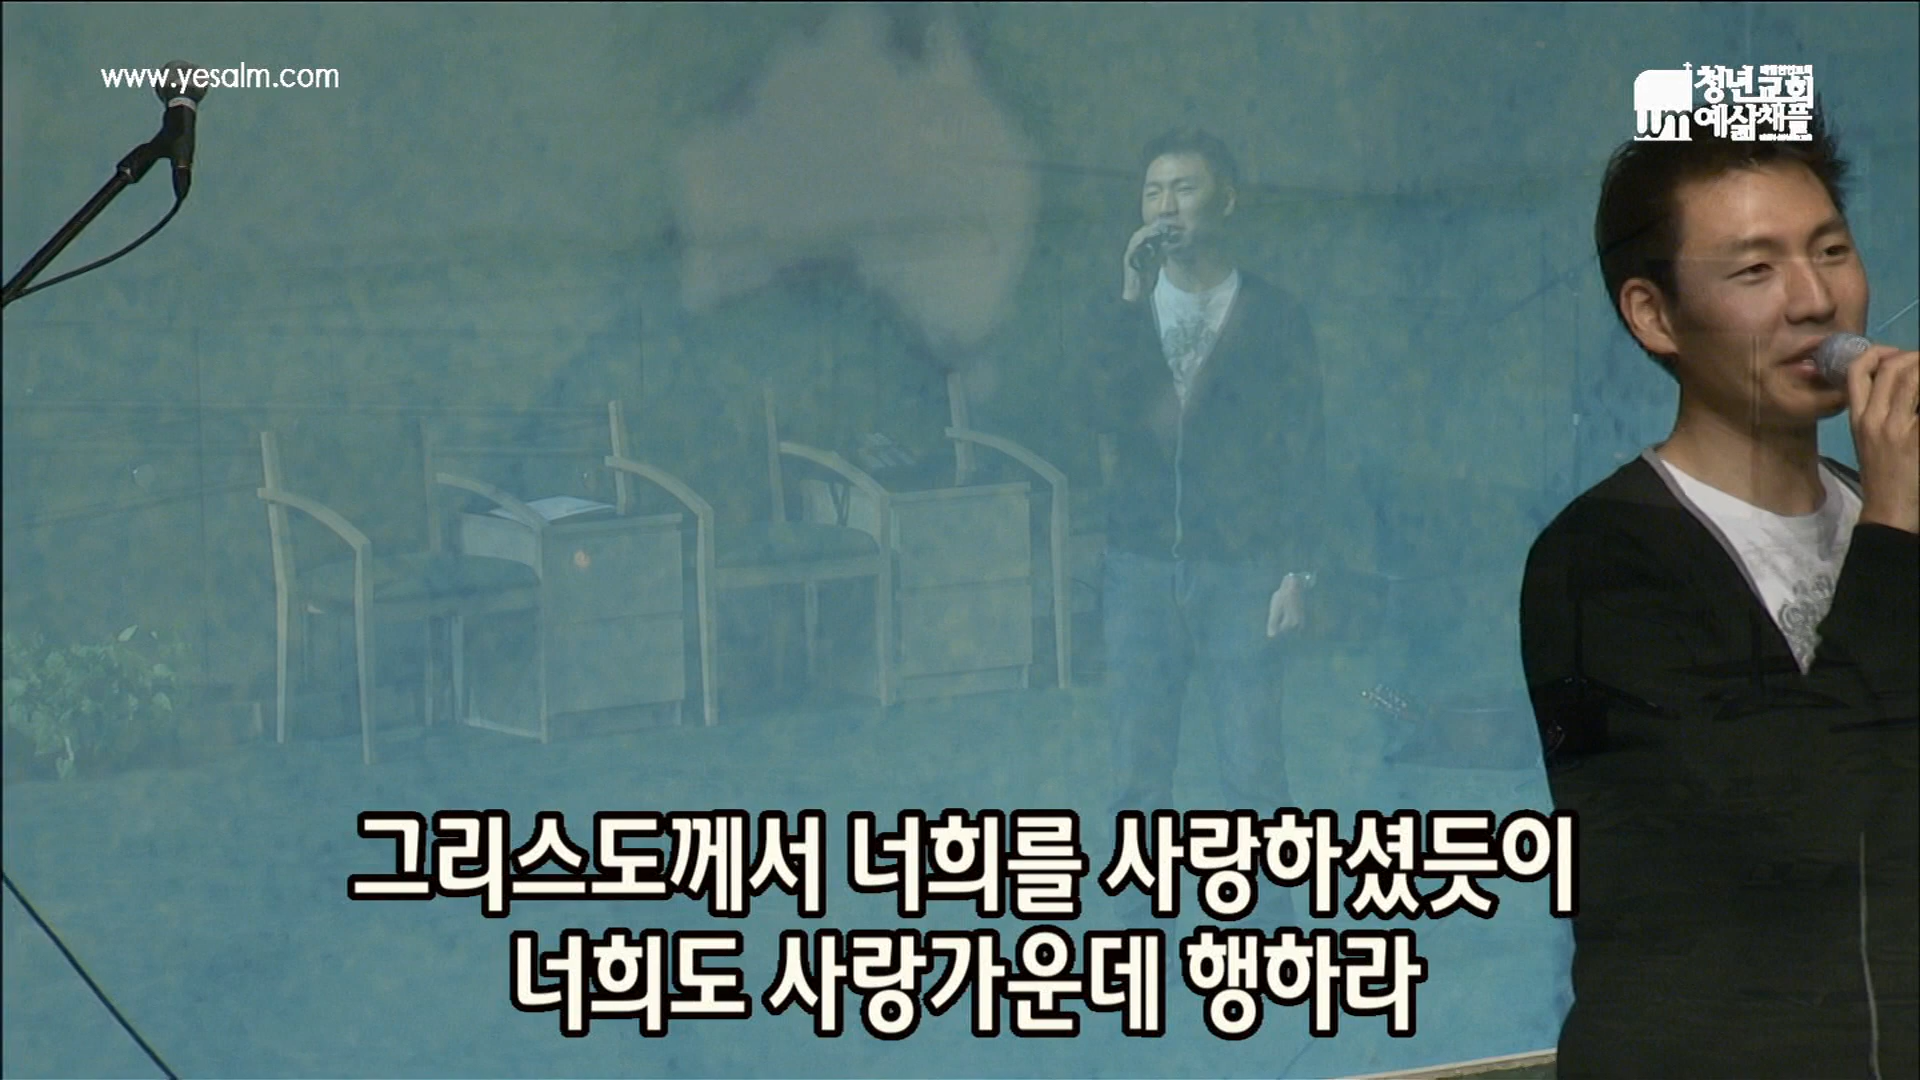 www.yesalm.com
청년교회
예삶채플
그리스도께서 너희를 사랑하셨듯이
너희도 사랑가운데 행하라